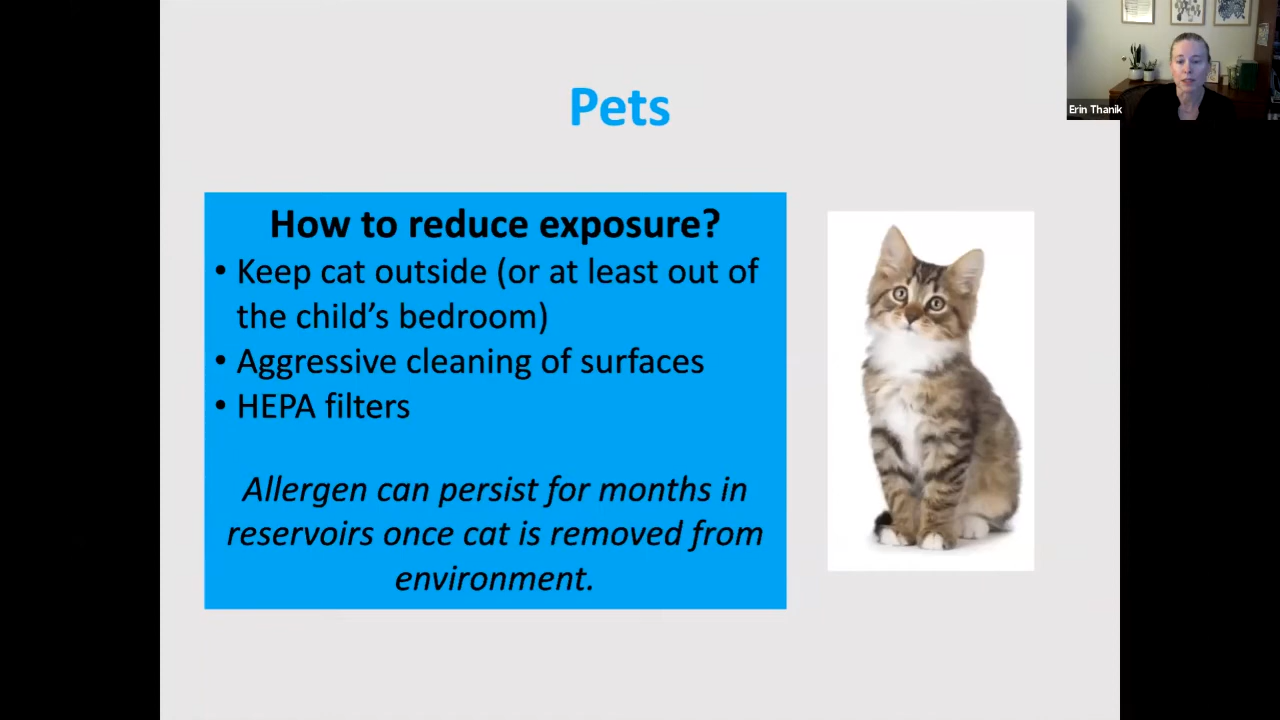 Pets
How to reduce exposure?
• Keep cat outside (or at least out of
the child's bedroom)
• Aggressive cleaning of surfaces
• HEPA filters
Allergen can persist for months in
reservoirs once cat is removed from
environment.
Erin Thanik